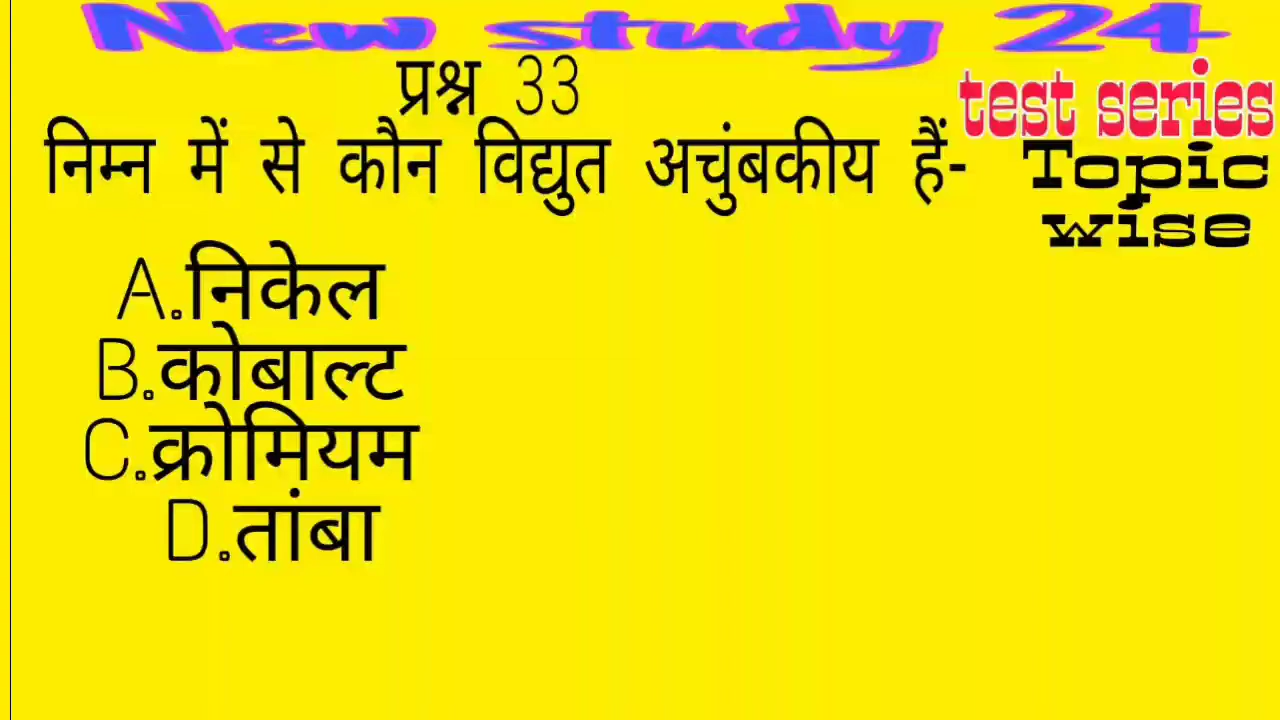 New study 24
प्रश्न 33
test series
निम्न में से कौन विद्युत अचुंबकीय हैं-
Topic
wise
A.निकेल
B.कोबाल्ट
C.क्रोमियम
D.तांबा